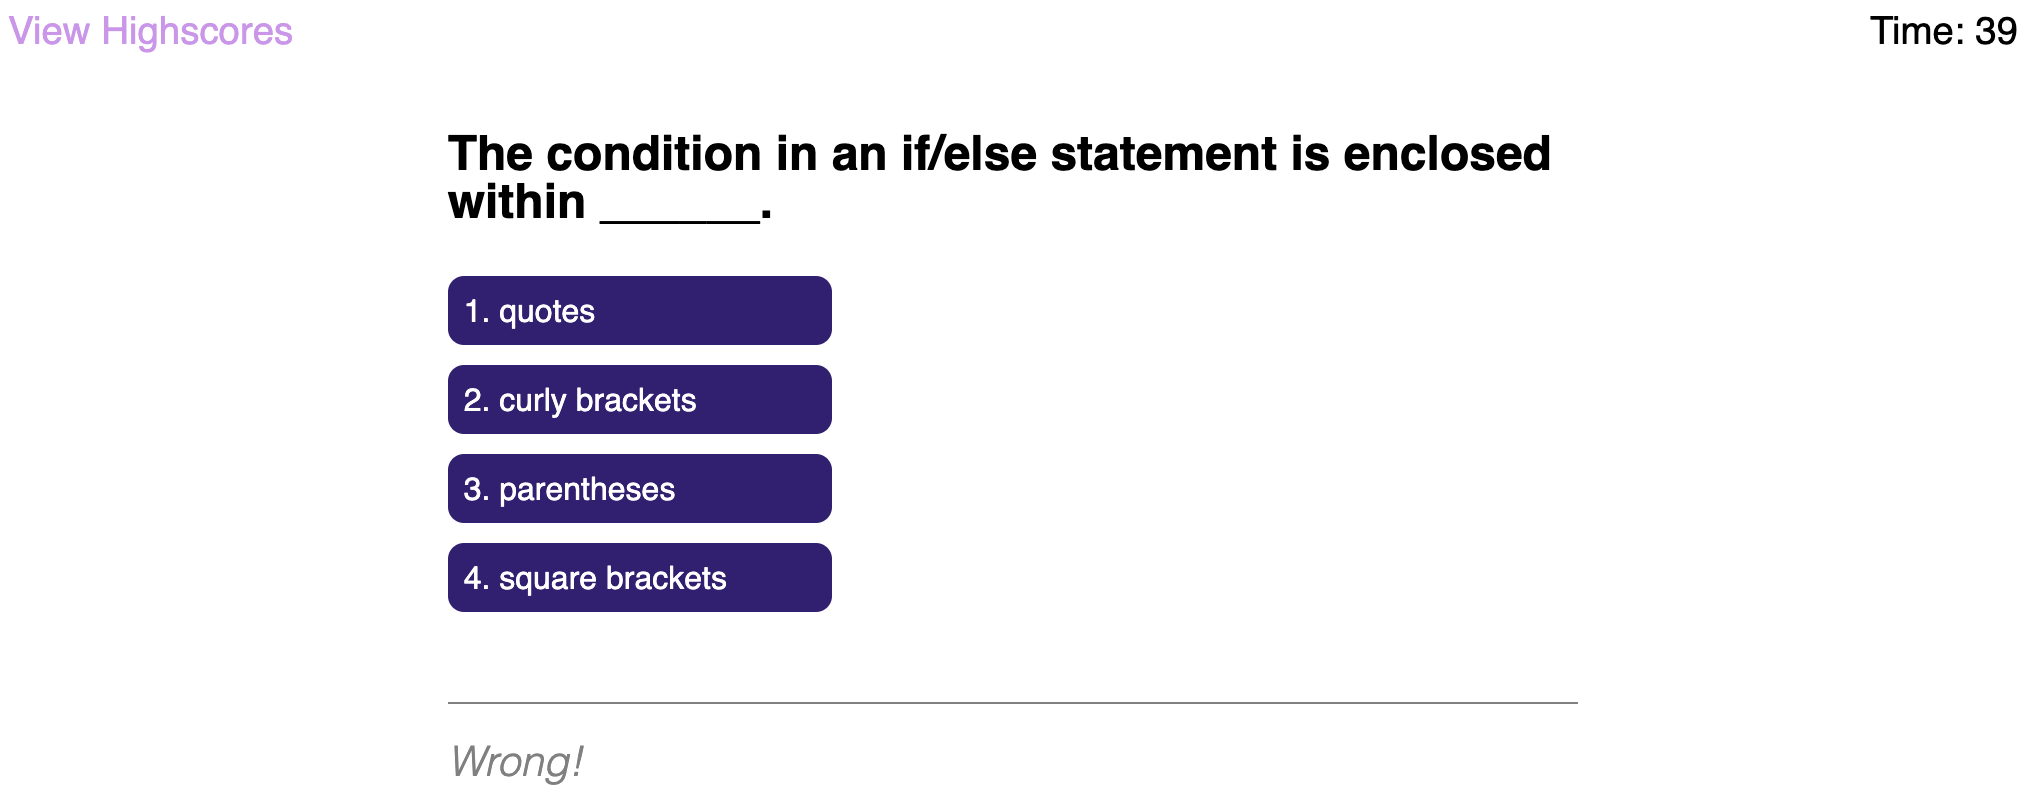 View Highscores
Time: 39
The condition in an if/else statement is enclosed
within ______.
1. quotes
2. curly brackets
3. parentheses
4. square brackets
Wrong!